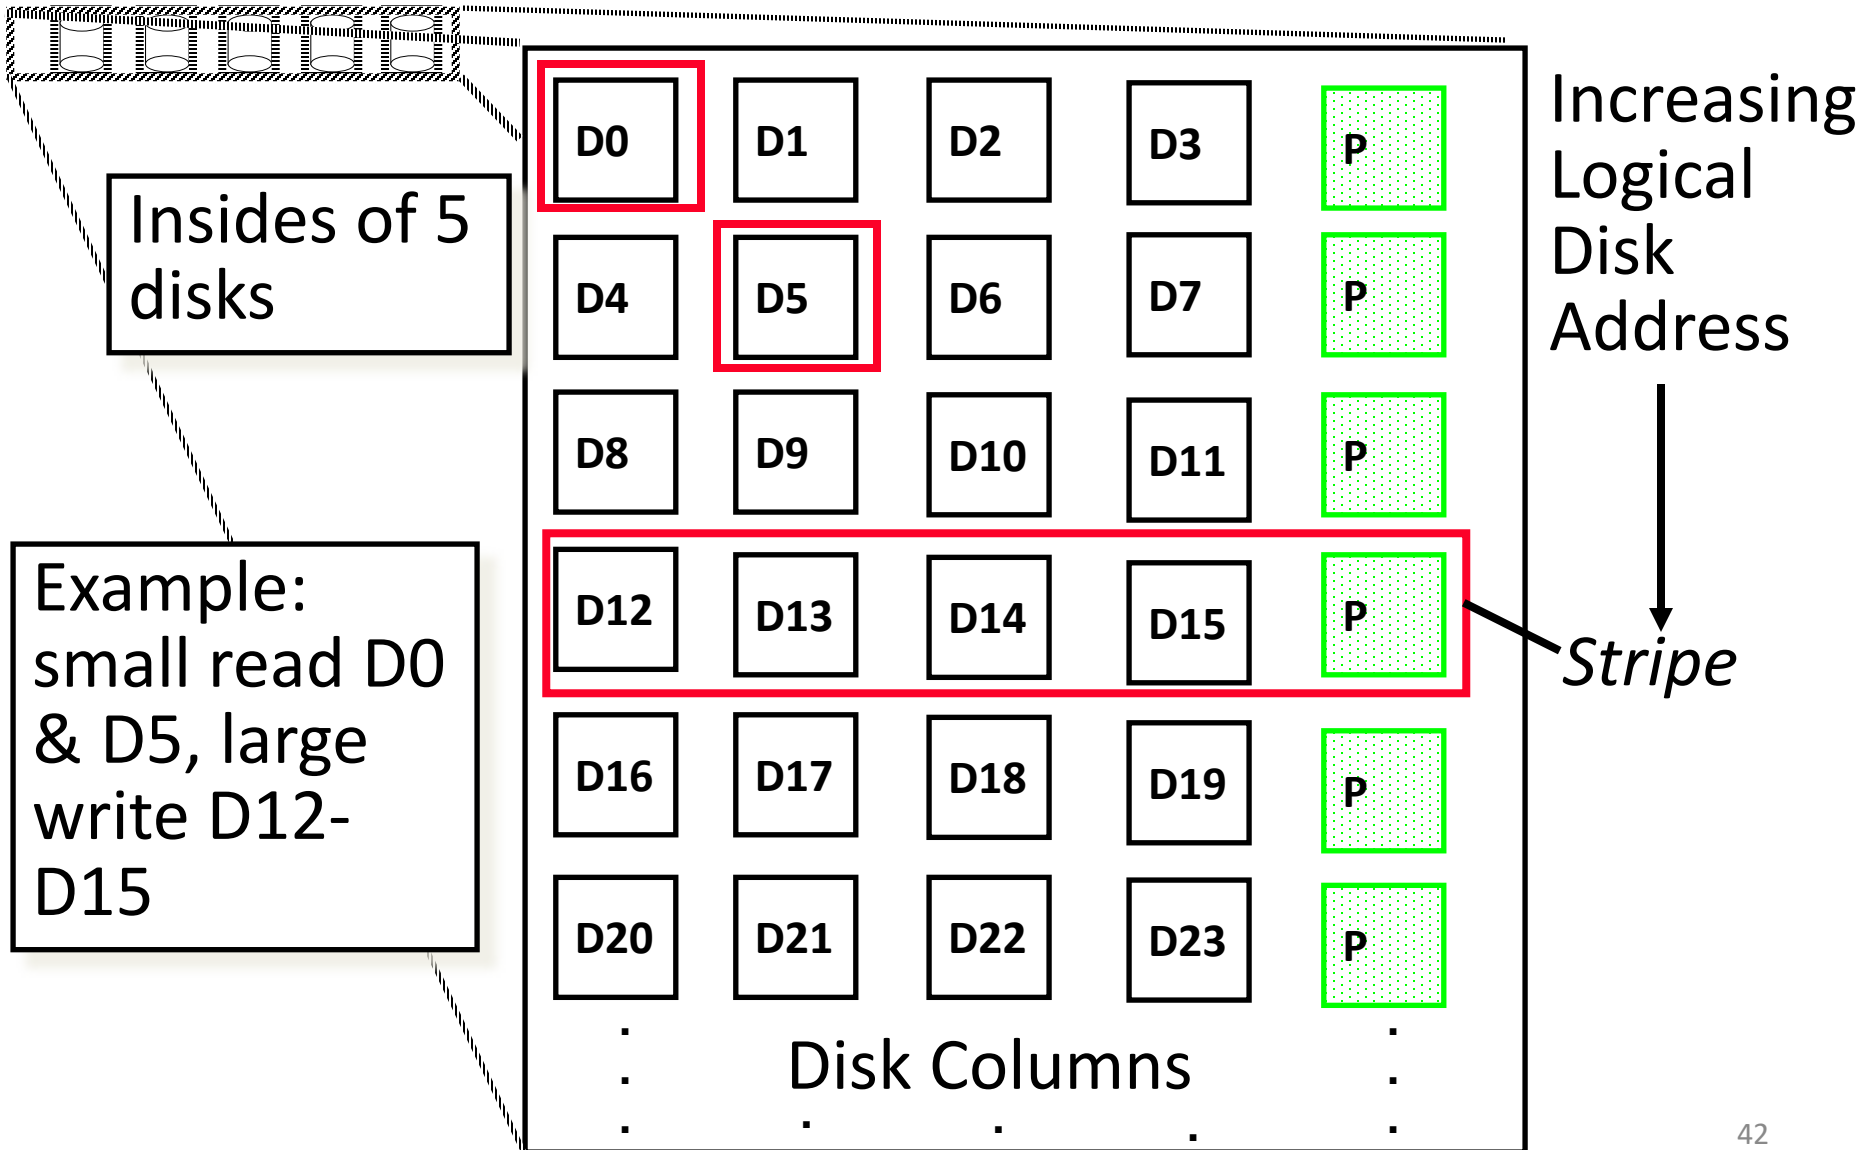 Insides of 5
disks
Example:
small read D0
& D5, large
write D12-
D15
D0 D1 D2 D3 P
D4 D5 D6 D7 P
D8 D9 D10 D11 P
D12 D13 D14 D15 P
D16 D17 D18 D19 P
D20 D21 D22 D23 P
Disk Columns
Increasing
Logical
Disk
Address
Stripe
42